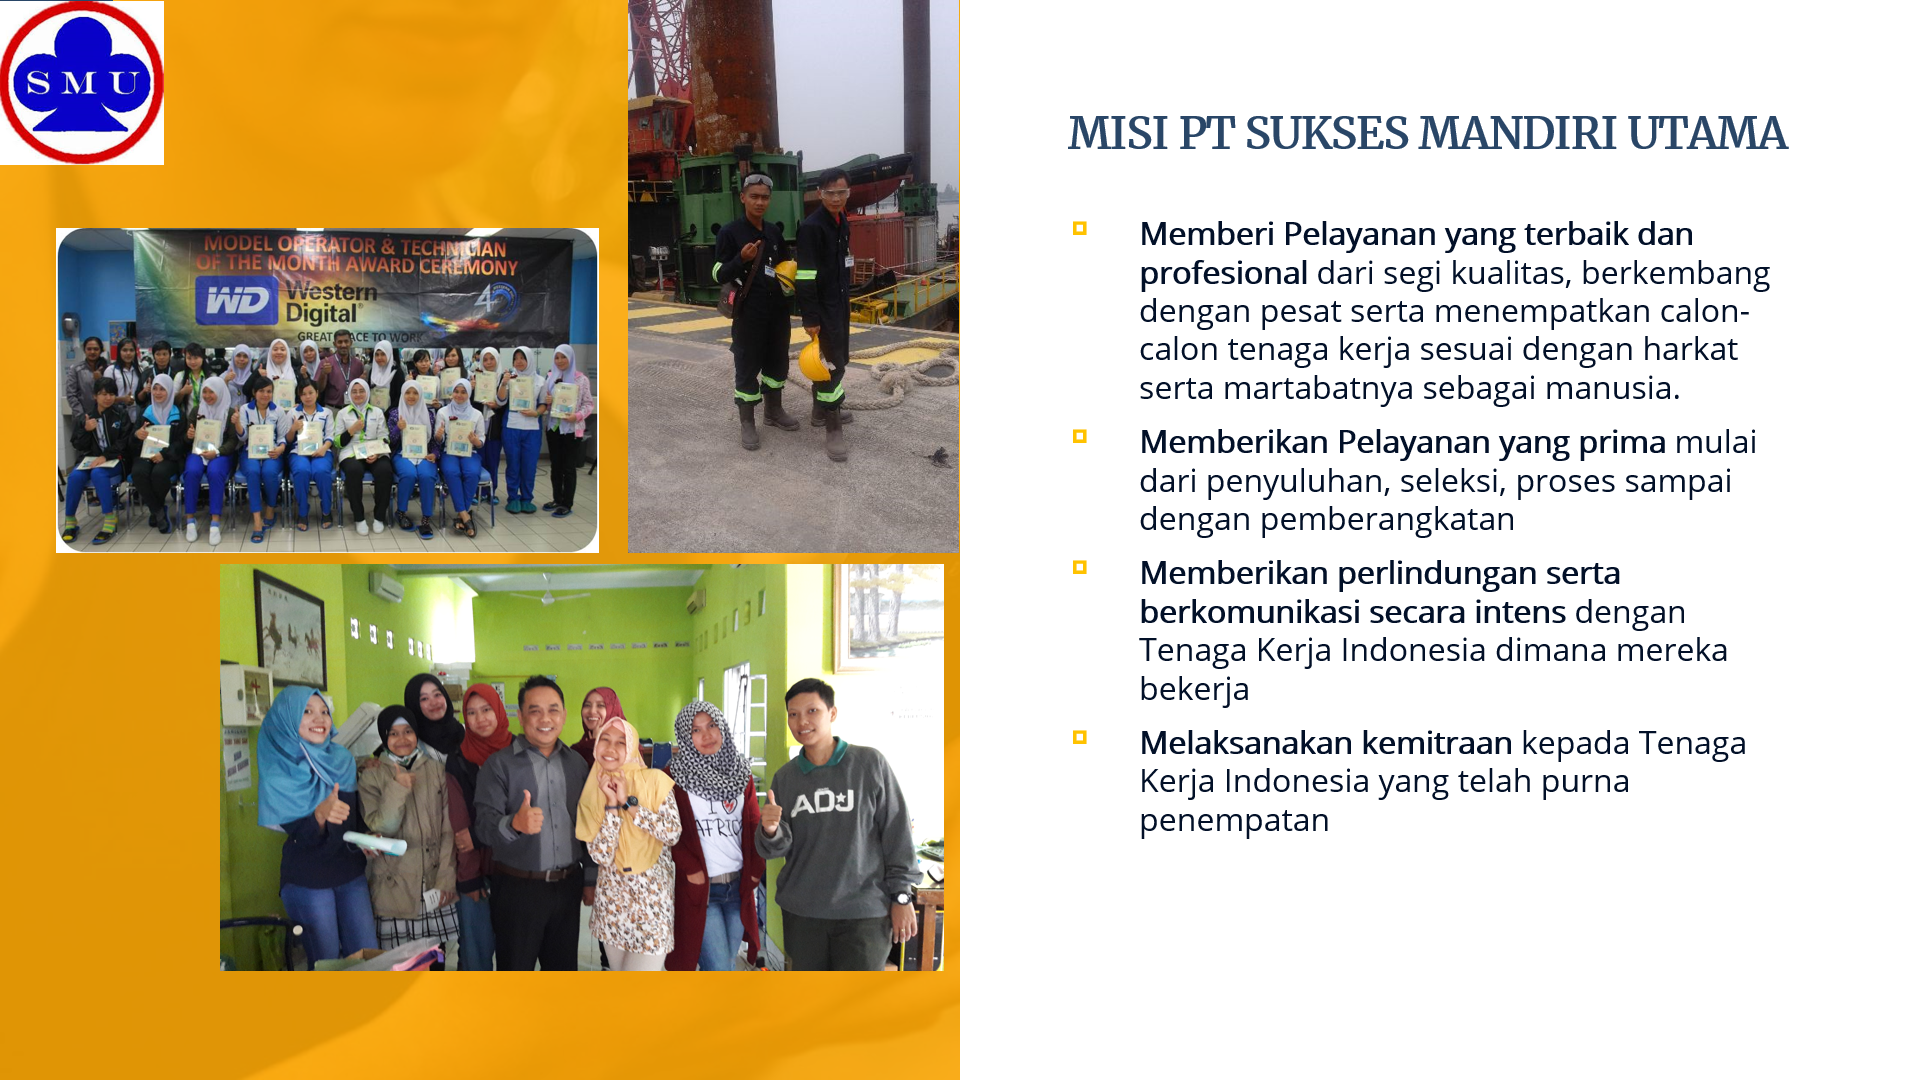 SMU
MODEL OPERATOR & TECHNICIAN
OF THE MONTH AWARD CEREMONY
WD Western
Digital
GREAT PLACE TO WORK
ADJ
I
AFRIC
MISI PT SUKSES MANDIRI UTAMA
Memberi Pelayanan yang terbaik dan
profesional dari segi kualitas, berkembang
dengan pesat serta menempatkan calon-
calon tenaga kerja sesuai dengan harkat
serta martabatnya sebagai manusia.
Memberikan Pelayanan yang prima mulai
dari penyuluhan, seleksi, proses sampai
dengan pemberangkatan
Memberikan perlindungan serta
berkomunikasi secara intens dengan
Tenaga Kerja Indonesia dimana mereka
bekerja
Melaksanakan kemitraan kepada Tenaga
Kerja Indonesia yang telah purna
penempatan